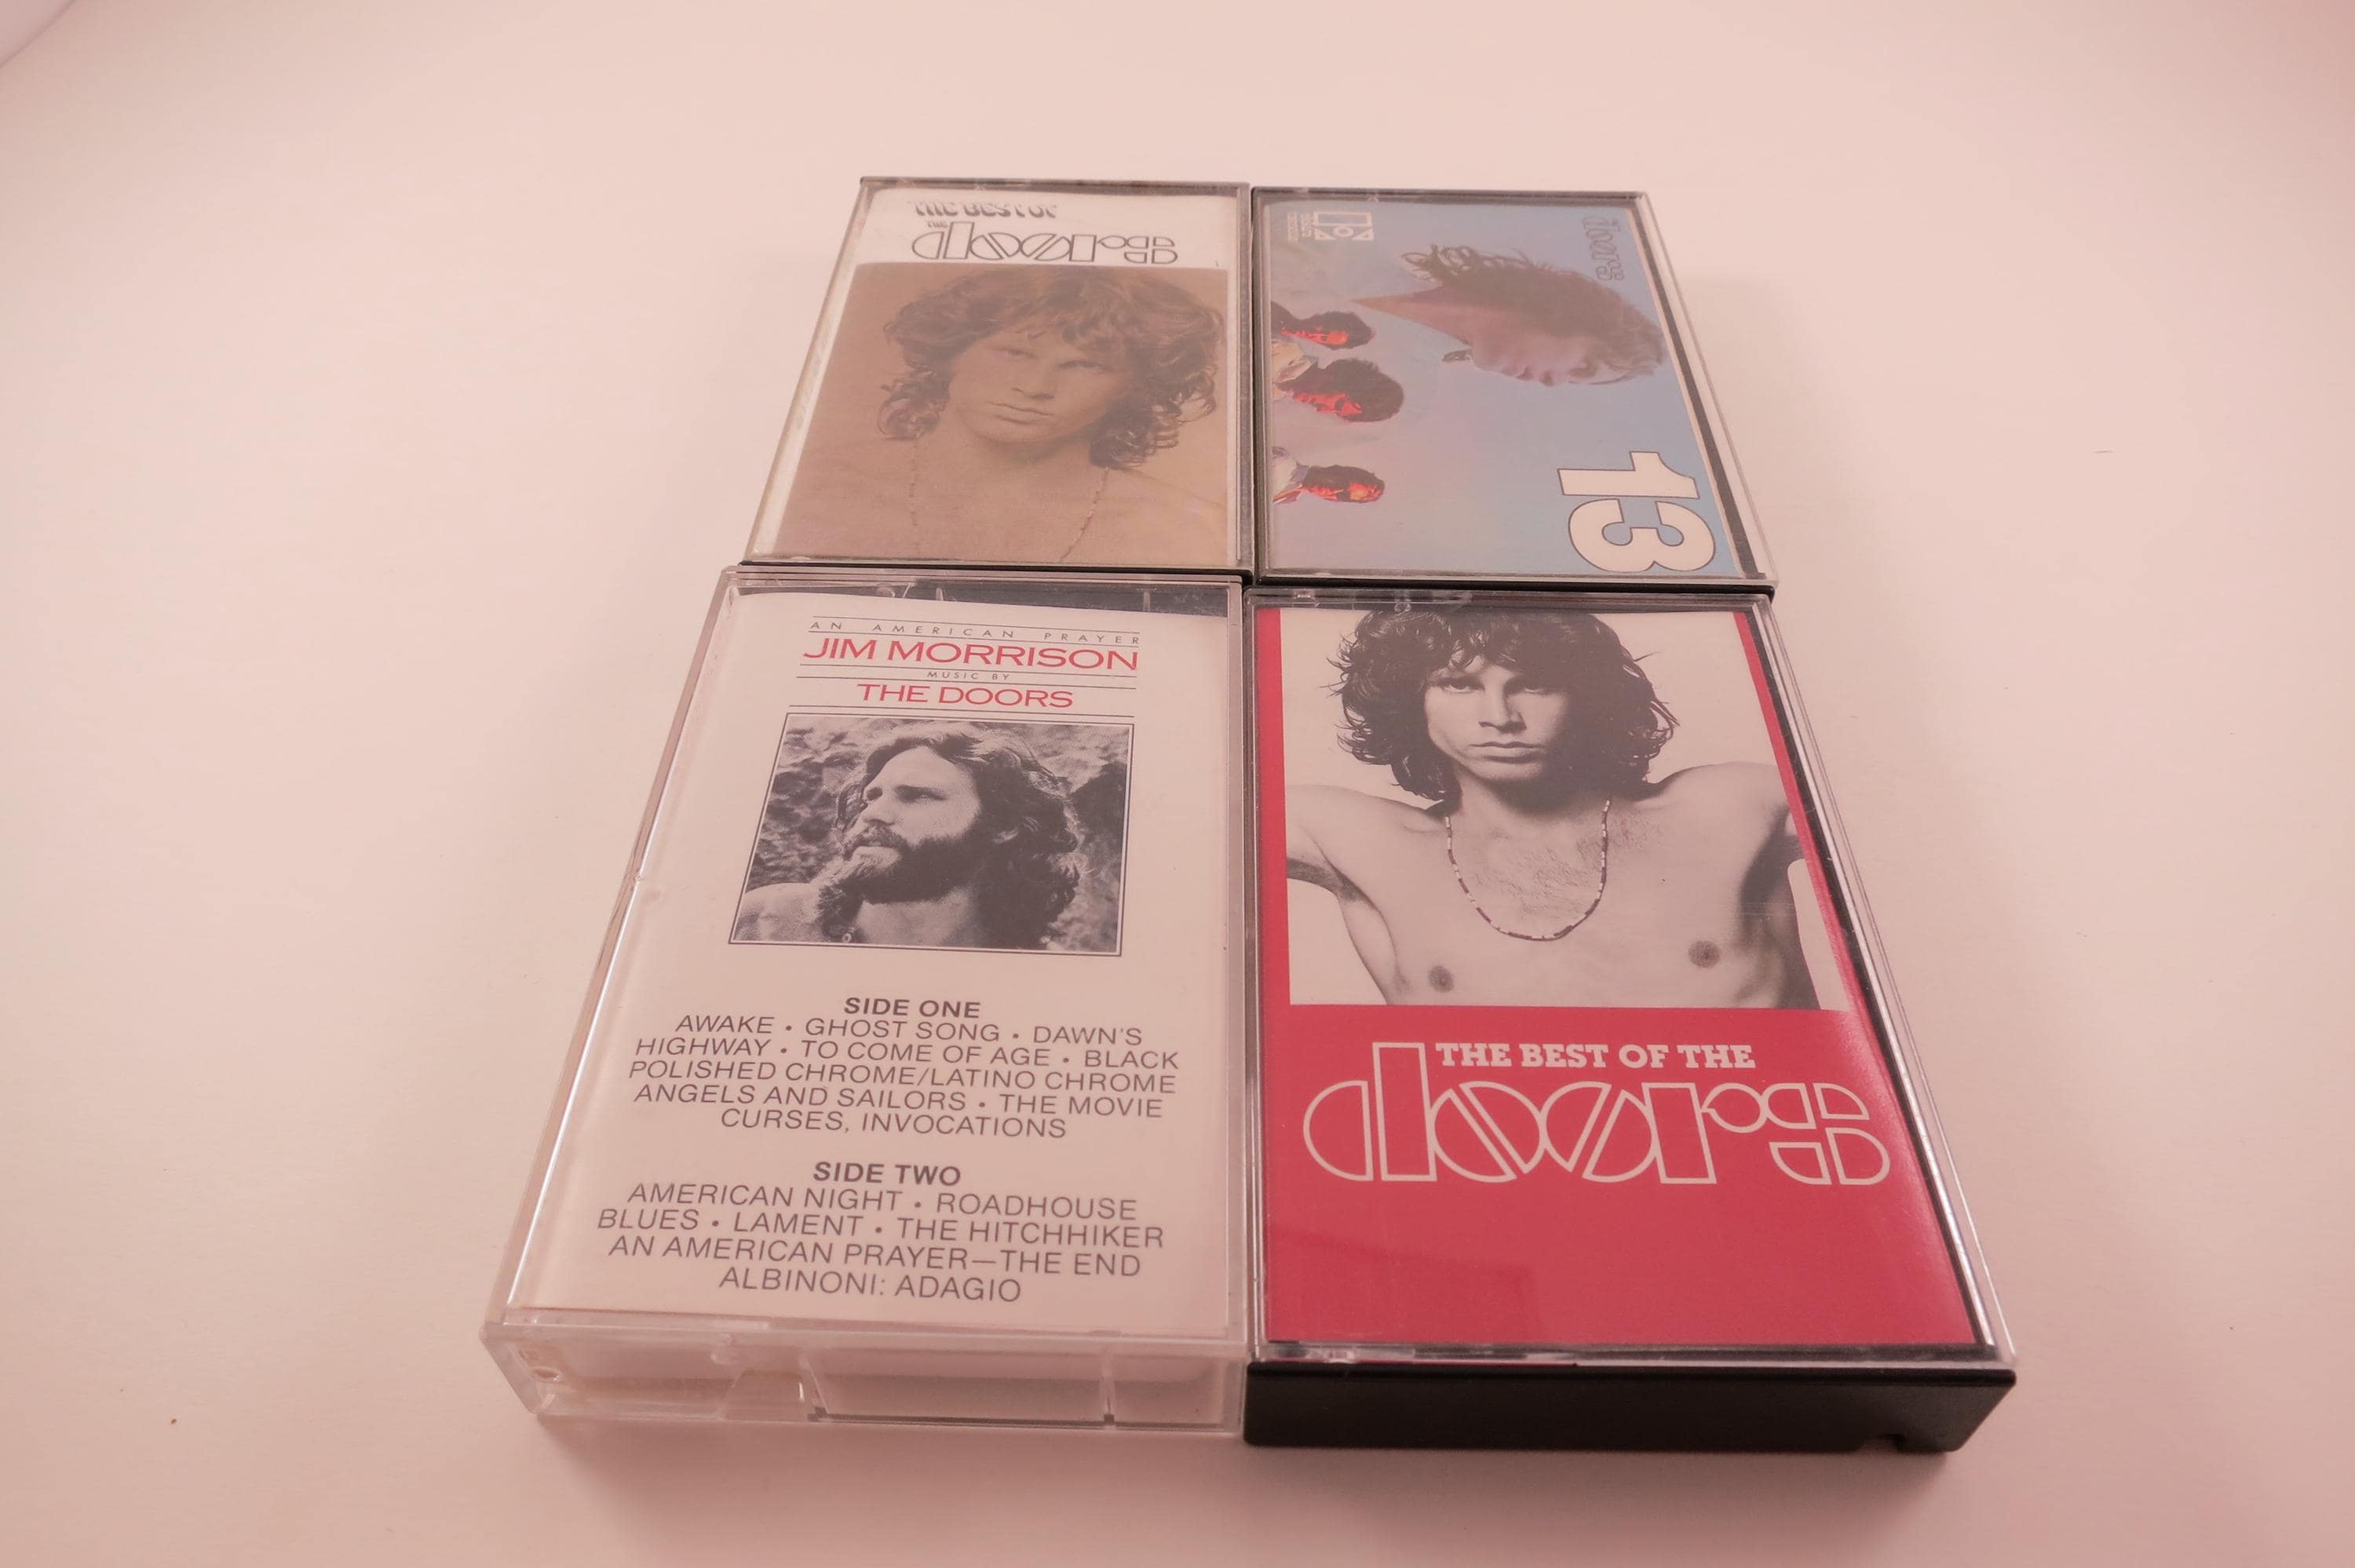 THE BEST OF
THE
doors
doors
13
AN AMERICAN PRAYER
JIM MORRISON
MUSIC BY
THE DOORS
SIDE ONE
AWAKE • GHOST SONG • DAWN'S
HIGHWAY • TO COME OF AGE • BLACK
POLISHED CHROME/LATINO CHROME
ANGELS AND SAILORS • THE MOVIE
CURSES, INVOCATIONS
SIDE TWO
AMERICAN NIGHT • ROADHOUSE
BLUES • LAMENT • THE HITCHHIKER
AN AMERICAN PRAYER—THE END
ALBINONI: ADAGIO
THE BEST OF THE
doors